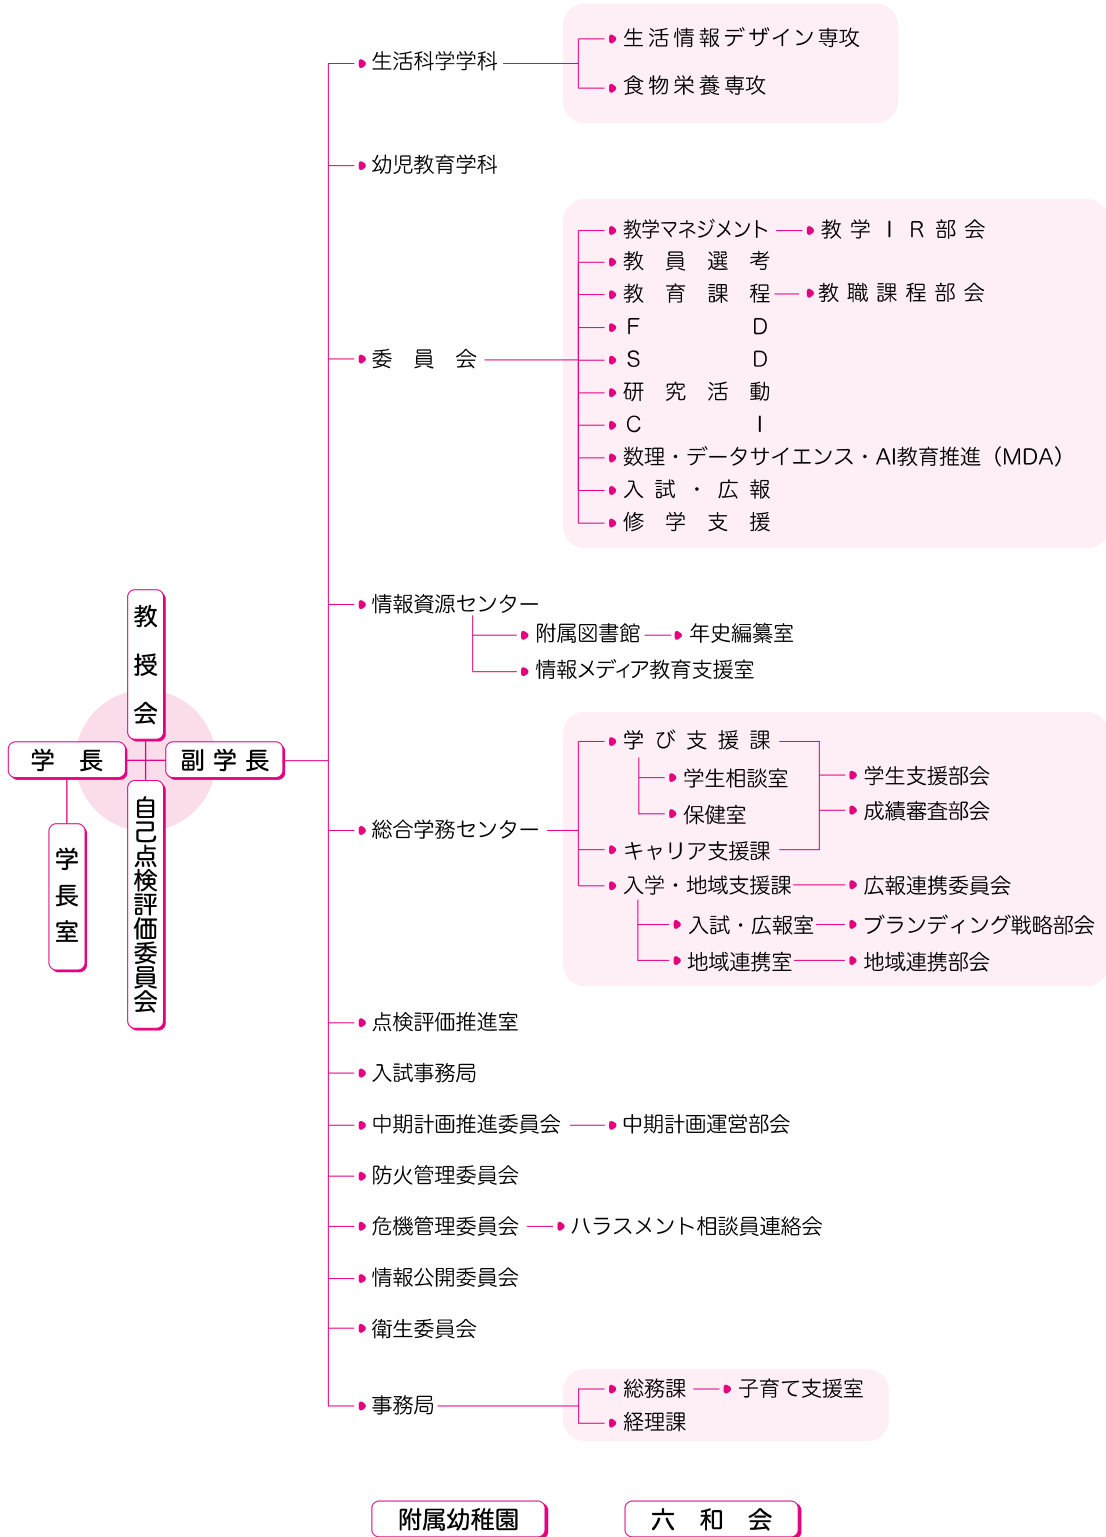 生活科学学科
生活情報デザイン専攻
食物栄養専攻
幼児教育学科
委員会
教学マネジメント
教学IR部会
教員選考
教育課程
教職課程部会
FD
SD
研究活動
CI
数理・データサイエンス・AI教育推進（MDA）
入試・広報
修学支援
情報資源センター
附属図書館
年史編纂室
情報メディア教育支援室
教授会
学長
副学長
学長室
自己点検評価委員会
総合学務センター
学び支援課
学生相談室
保健室
キャリア支援課
学生支援部会
成績審査部会
入学・地域支援課
広報連携委員会
入試・広報室
ブランディング戦略部会
地域連携室
地域連携部会
点検評価推進室
入試事務局
中期計画推進委員会
中期計画運営部会
防火管理委員会
危機管理委員会
ハラスメント相談員連絡会
情報公開委員会
衛生委員会
事務局
総務課
子育て支援室
経理課
附属幼稚園
六和会